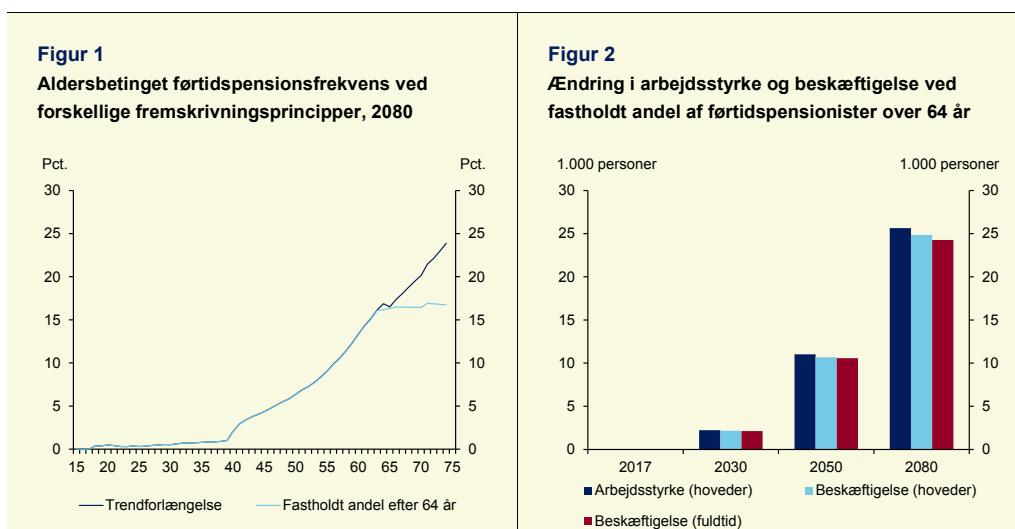 Figur 1
Aldersbetinget førtidspensionsfrekvens ved
forskellige fremskrivningsprincipper, 2080
Pct. Pct.
30 30
25 25
20 20
15 15
10 10
5 5
0 0
15 20 25 30 35 40 45 50 55 60 65 70 75
Trendforlængelse Fastholdt andel efter 64 år
Figur 2
Ændring i arbejdsstyrke og beskæftigelse ved
fastholdt andel af førtidspensionister over 64 år
1.000 personer 1.000 personer
30 30
25 25
20 20
15 15
10 10
5 5
0 0
2017 2030 2050 2080
Arbejdsstyrke (hoveder) Beskæftigelse (hoveder)
Beskæftigelse (fuldtid)